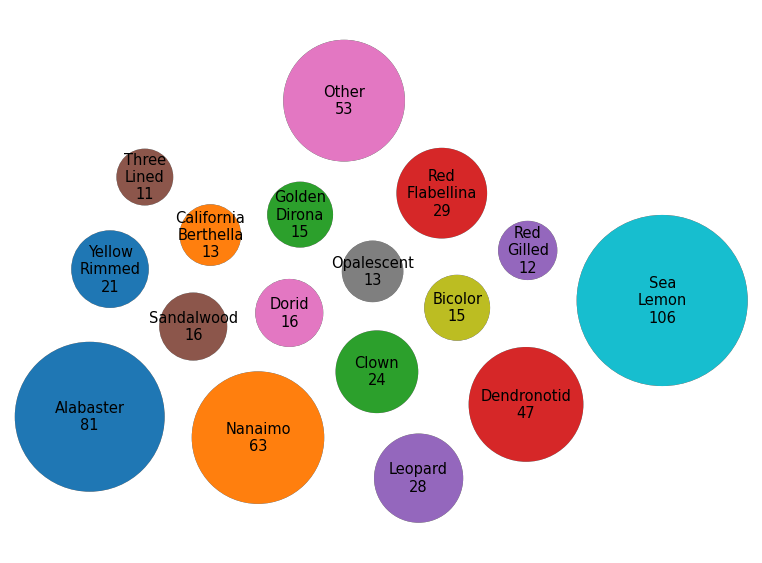 Other
53
Three
Lined
11
Red
Flabellina
29
Golden
Dirona
15
California
Berthella
13
Red
Gilled
12
Yellow
Rimmed
21
Opalescent
13
Sea
Lemon
106
Dorid
16
Bicolor
15
Sandalwood
16
Clown
24
Dendronotid
47
Alabaster
81
Nanaimo
63
Leopard
28